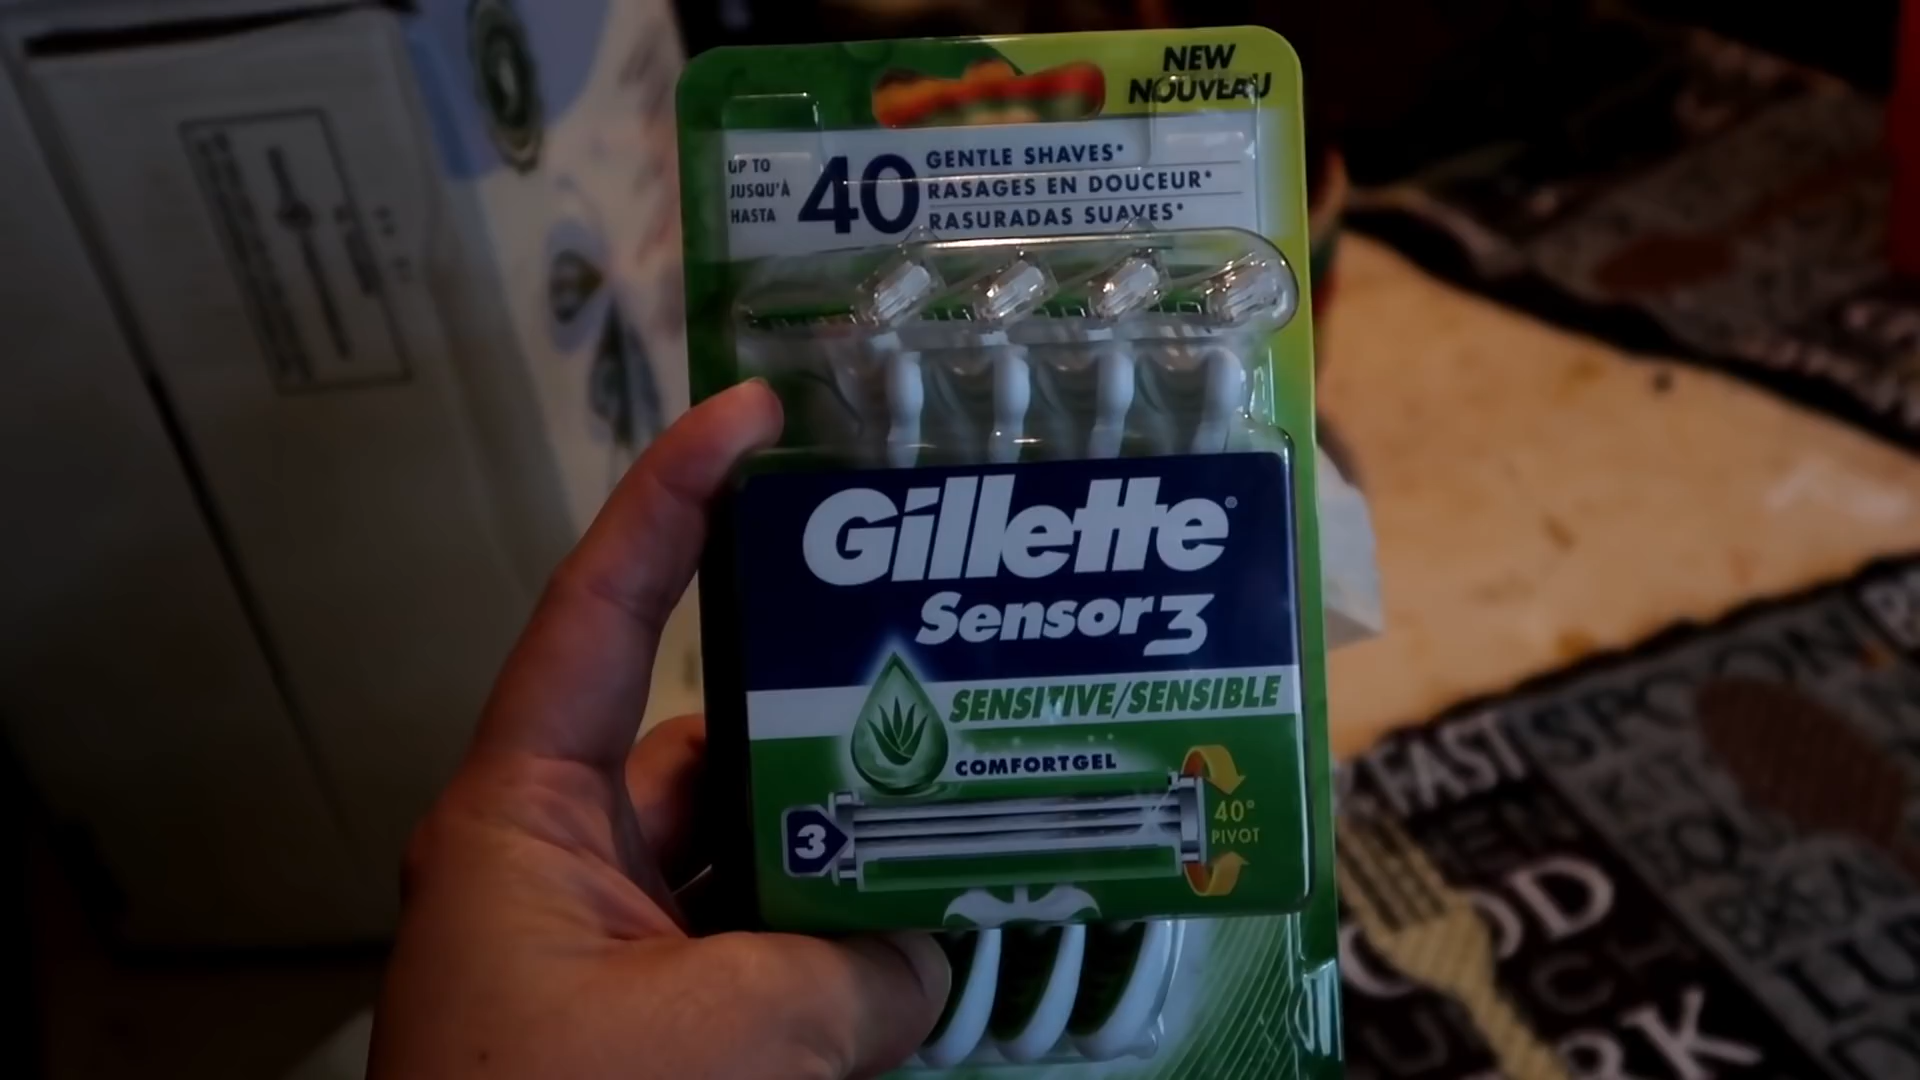 NEW
NOUVEAU
UP TO
JUSQU'À
HASTA
40
GENTLE SHAVES*
RASAGES EN DOUCEUR*
RASURADAS SUAVES*
Gillette®
Sensor3
SENSITIVE/SENSIBLE
COMFORTGEL
3
40°
PIVOT
FAST